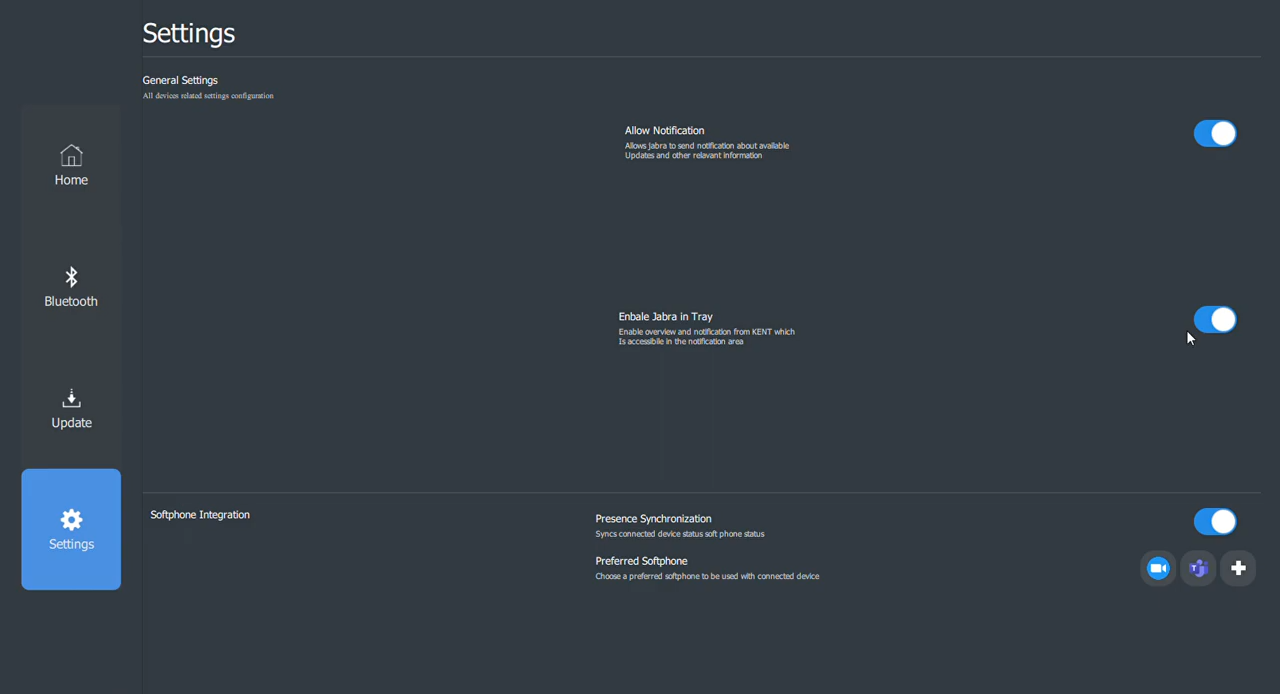 Settings
General Settings
All devices related settings configuration
Allow Notification
Allows Jabra to send notification about available
Updates and other relavant information
Home
Bluetooth
Enbale Jabra in Tray
Enable overview and notification from KENT which
Is accessibile in the notification area
Update
Settings
Softphone Integration
Presence Synchronization
Syncs connected device status soft phone status
Preferred Softphone
Choose a preferred softphone to be used with connected device